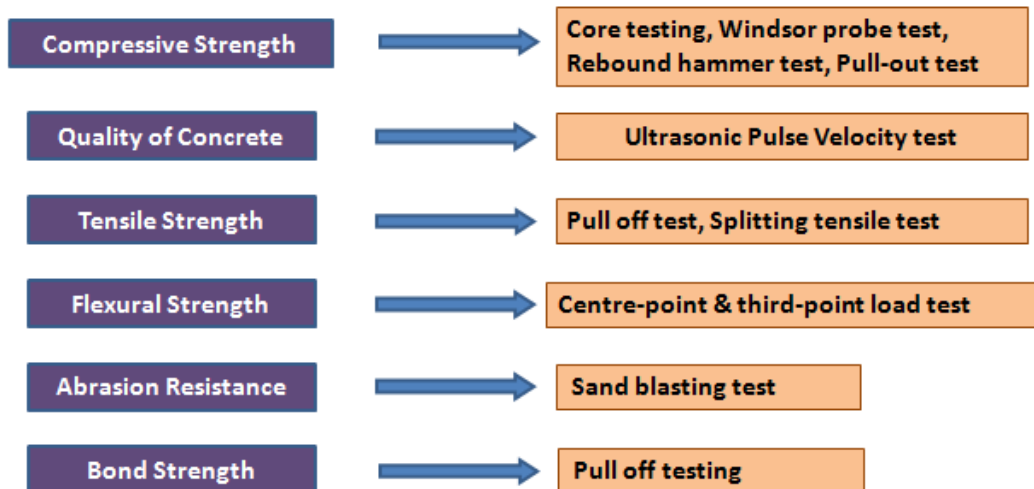 Compressive Strength
Core testing, Windsor probe test,
Rebound hammer test, Pull-out test
Quality of Concrete
Ultrasonic Pulse Velocity test
Tensile Strength
Pull off test, Splitting tensile test
Flexural Strength
Centre-point & third-point load test
Abrasion Resistance
Sand blasting test
Bond Strength
Pull off testing